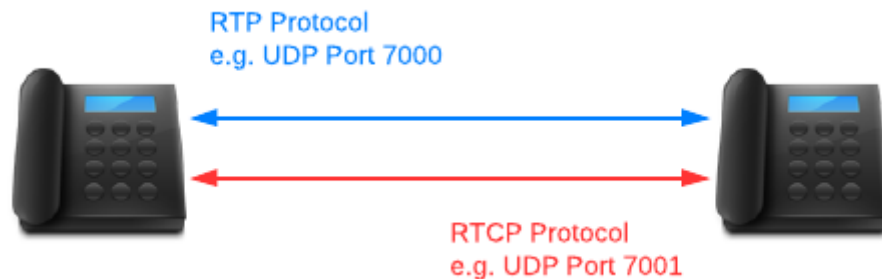 RTP Protocol
e.g. UDP Port 7000
RTCP Protocol
e.g. UDP Port 7001